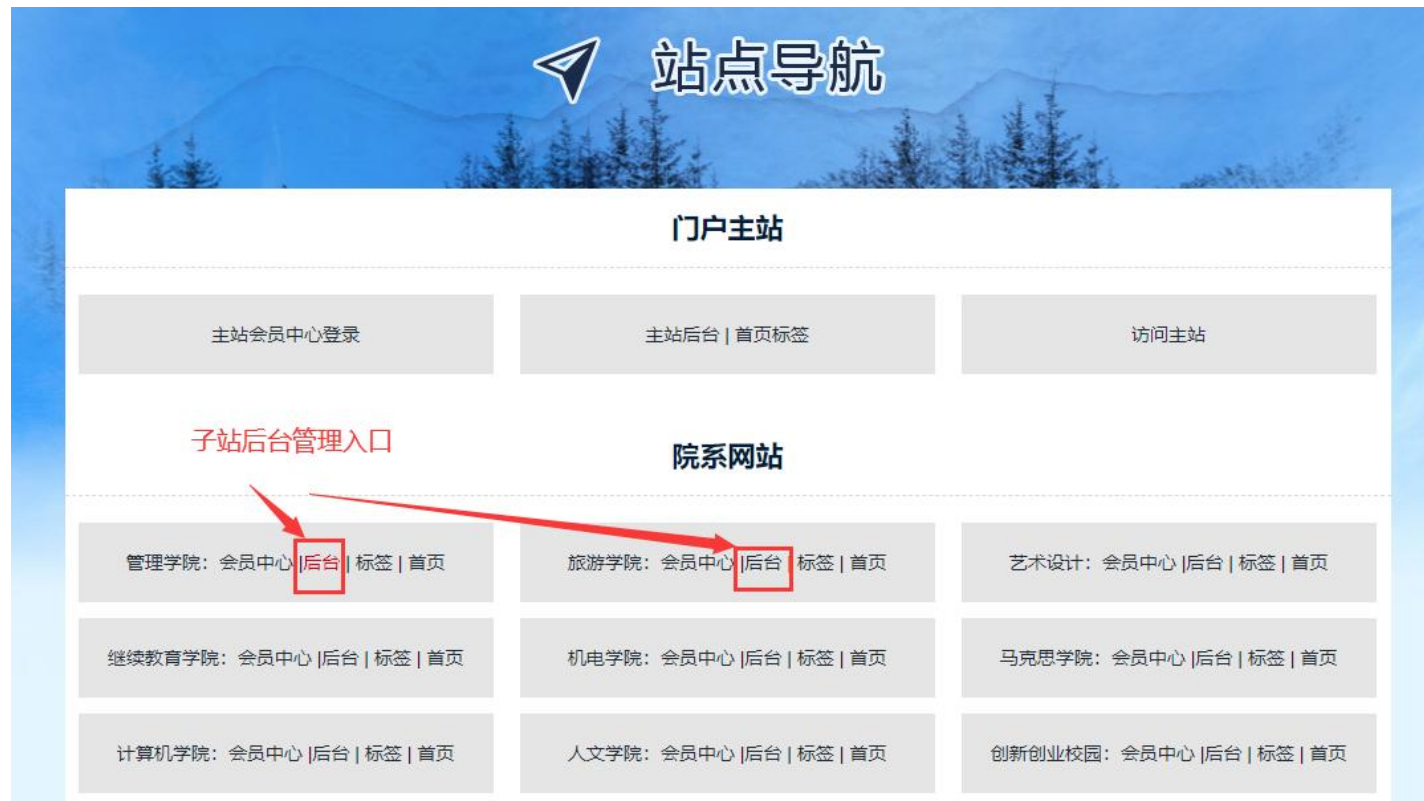 站点导航
门户主站
主站会员中心登录
主站后台 | 首页标签
访问主站
子站后台管理入口
院系网站
管理学院：会员中心 |后台 | 标签 | 首页
旅游学院：会员中心 |后台 | 标签 | 首页
艺术设计：会员中心 |后台 | 标签 | 首页
继续教育学院：会员中心 |后台 | 标签 | 首页
机电学院：会员中心 |后台 | 标签 | 首页
马克思学院：会员中心 |后台 | 标签 | 首页
计算机学院：会员中心 |后台 | 标签 | 首页
人文学院：会员中心 |后台 | 标签 | 首页
创新创业校园：会员中心 |后台 | 标签 | 首页